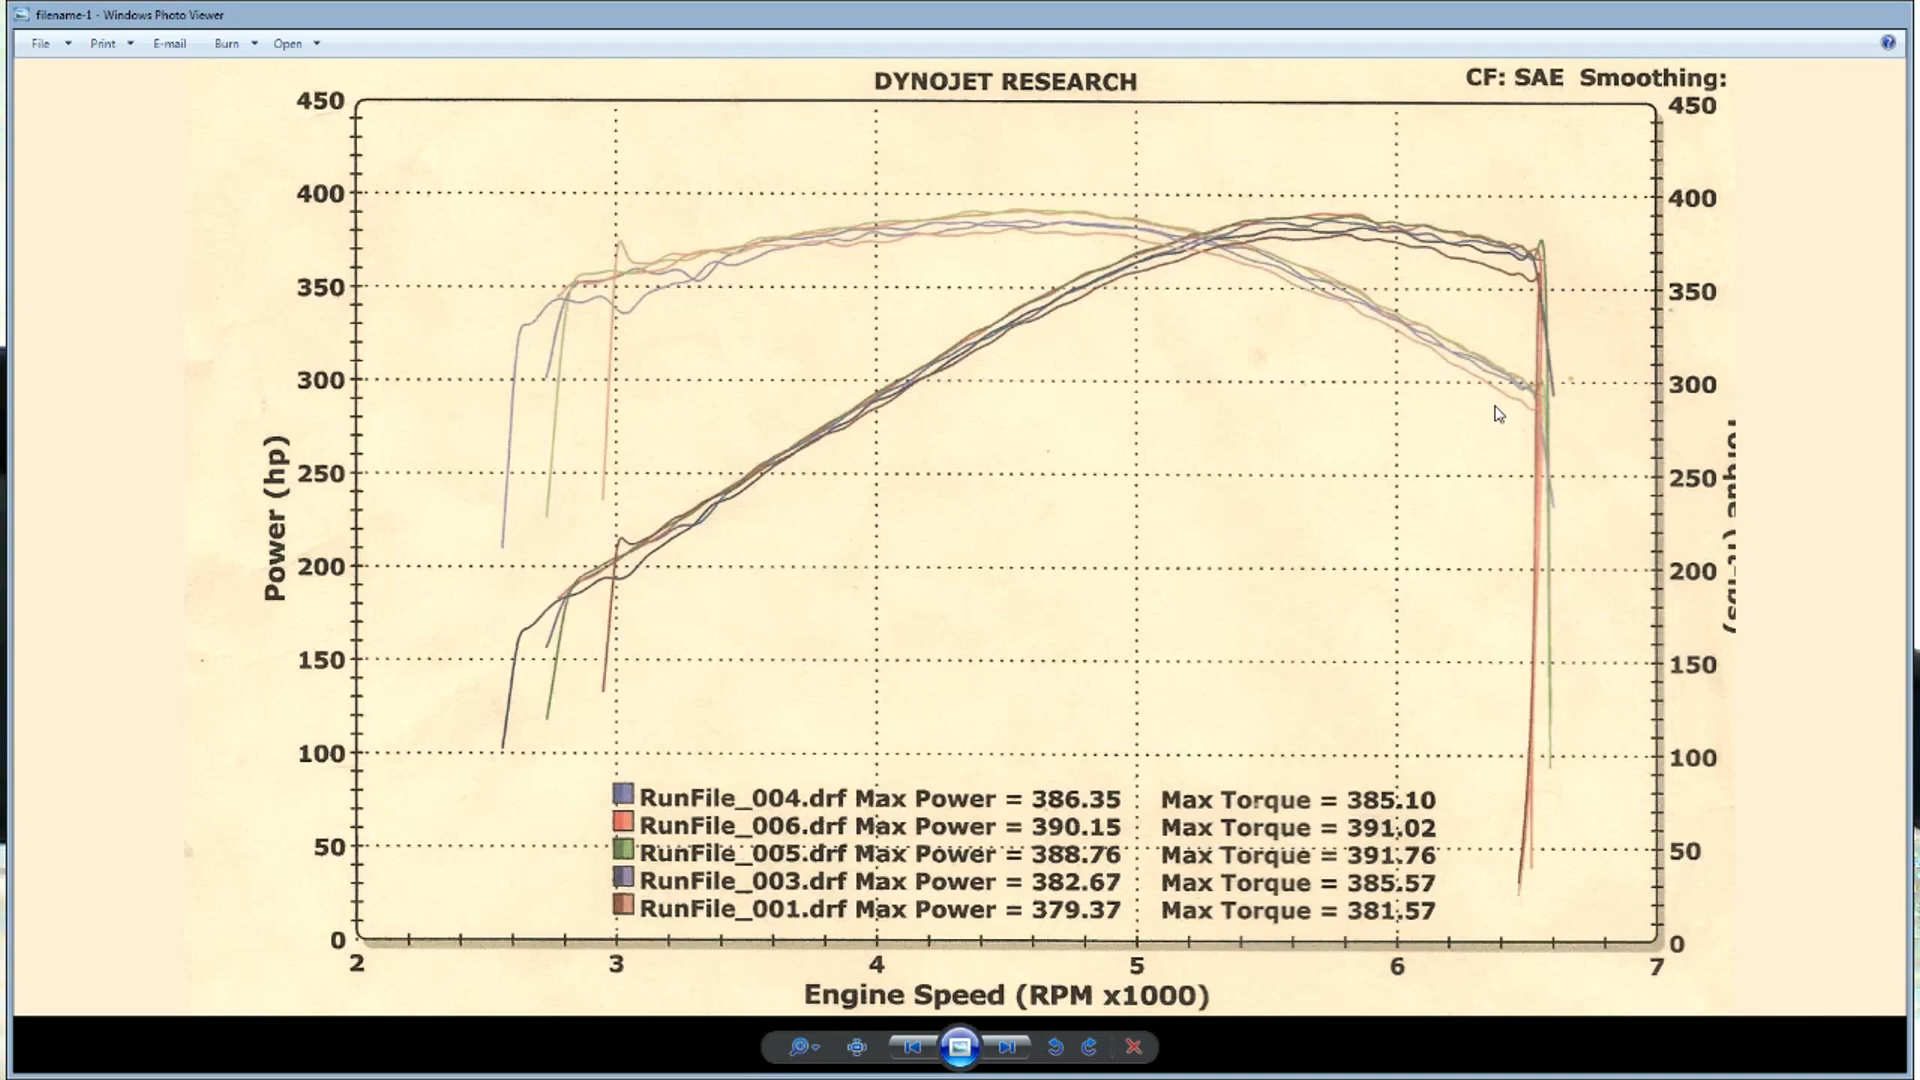 filename-1 - Windows Photo Viewer
File Print E-mail Burn Open
DYNOJET RESEARCH
CF: SAE Smoothing:
450
400
350
300
250
200
150
100
50
0
Power (hp)
450
400
350
300
250
200
150
100
50
0
Torque (ft-lbs)
RunFile_004.drf Max Power = 386.35 Max Torque = 385.10
RunFile_006.drf Max Power = 390.15 Max Torque = 391.02
RunFile_005.drf Max Power = 388.76 Max Torque = 391.76
RunFile_003.drf Max Power = 382.67 Max Torque = 385.57
RunFile_001.drf Max Power = 379.37 Max Torque = 381.57
2 3 4 5 6 7
Engine Speed (RPM x1000)